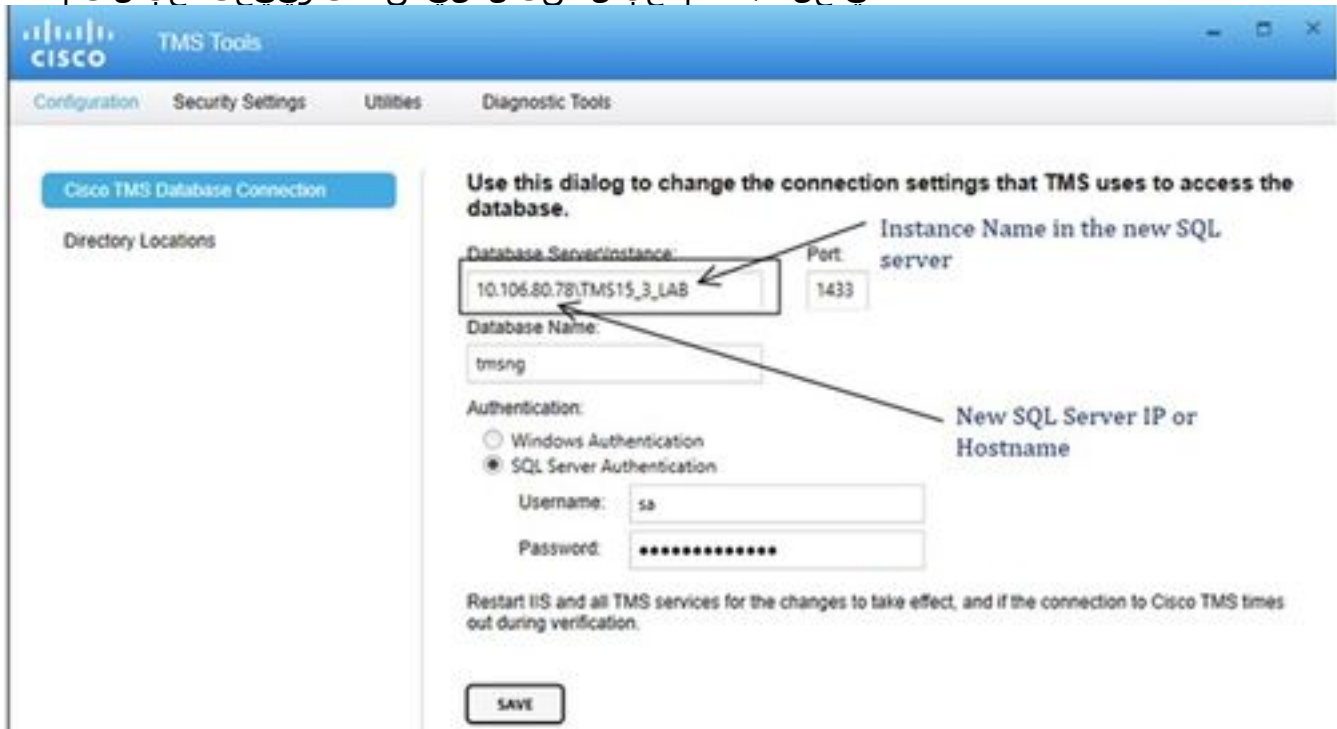 CISCO TMS Tools
Configuration Security Settings Utilities Diagnostic Tools
Cisco TMS Database Connection
Directory Locations
Use this dialog to change the connection settings that TMS uses to access the
database.
Instance Name in the new SQL
server
Database Server\Instance: Port
10.106.80.78\TMS15_3_LAB 1433
Database Name:
tmsng
Authentication:
Windows Authentication
SQL Server Authentication
New SQL Server IP or
Hostname
Username: sa
Password: •••••••••••••
Restart IIS and all TMS services for the changes to take effect, and if the connection to Cisco TMS times
out during verification.
SAVE